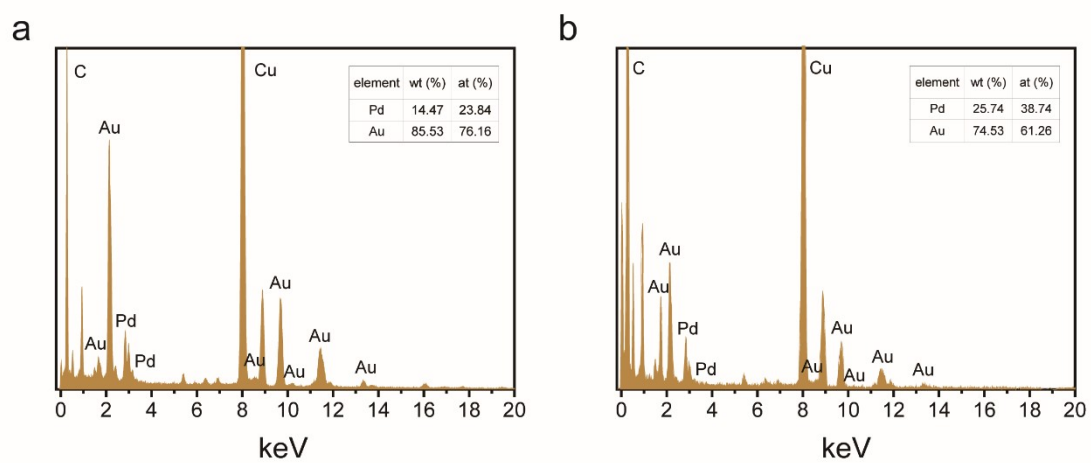 a
C
Au
Au
Pd
Pd
Cu
Au
Au
Au
Au
Au
element wt (%) at (%)
Pd 14.47 23.84
Au 85.53 76.16
0 2 4 6 8 10 12 14 16 18 20
keV
b
C
Au
Au
Pd
Pd
Cu
Au
Au
Au
Au
Au
element wt (%) at (%)
Pd 25.74 38.74
Au 74.53 61.26
0 2 4 6 8 10 12 14 16 18 20
keV